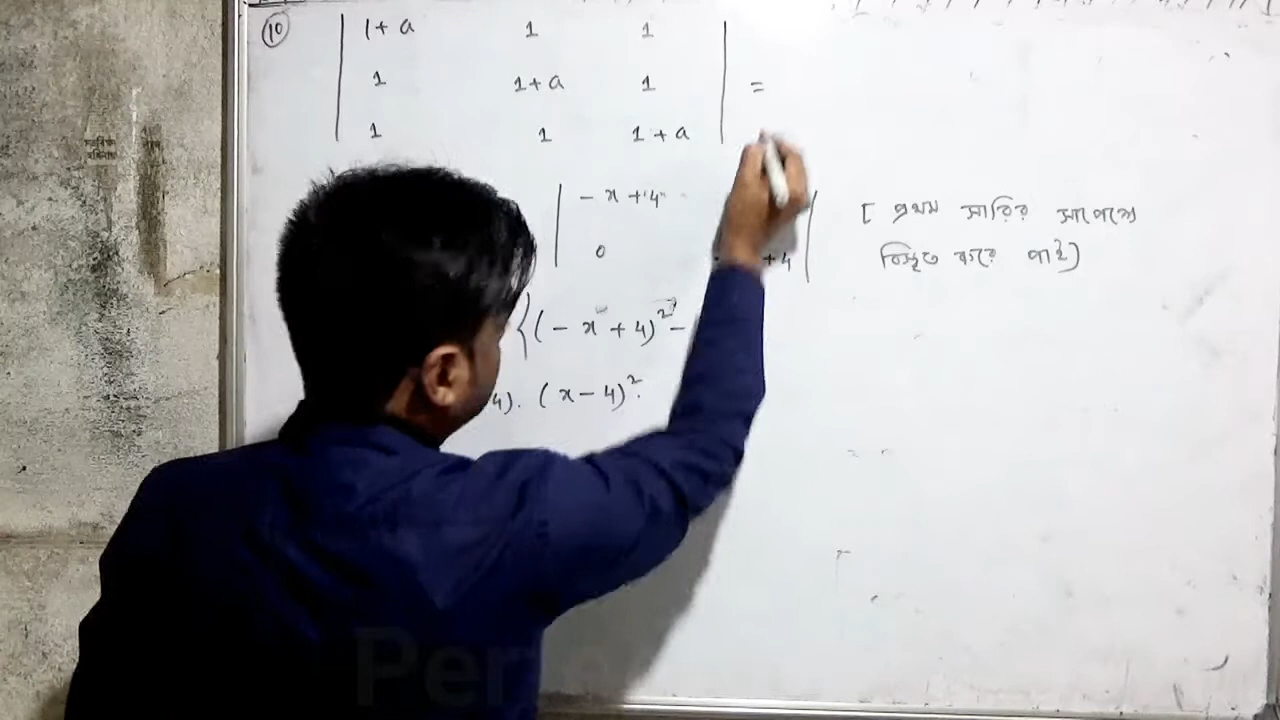 10 | 1 + a 1 1 |
| 1 1 + a 1 | =
| 1 1 1 + a |
| - x + 4 [ প্রথম সারির সাপেক্ষে
| 0 + 4 | বিস্তৃত করে পাই]
{ ( - x + 4)² -
4). (x - 4)².
Per